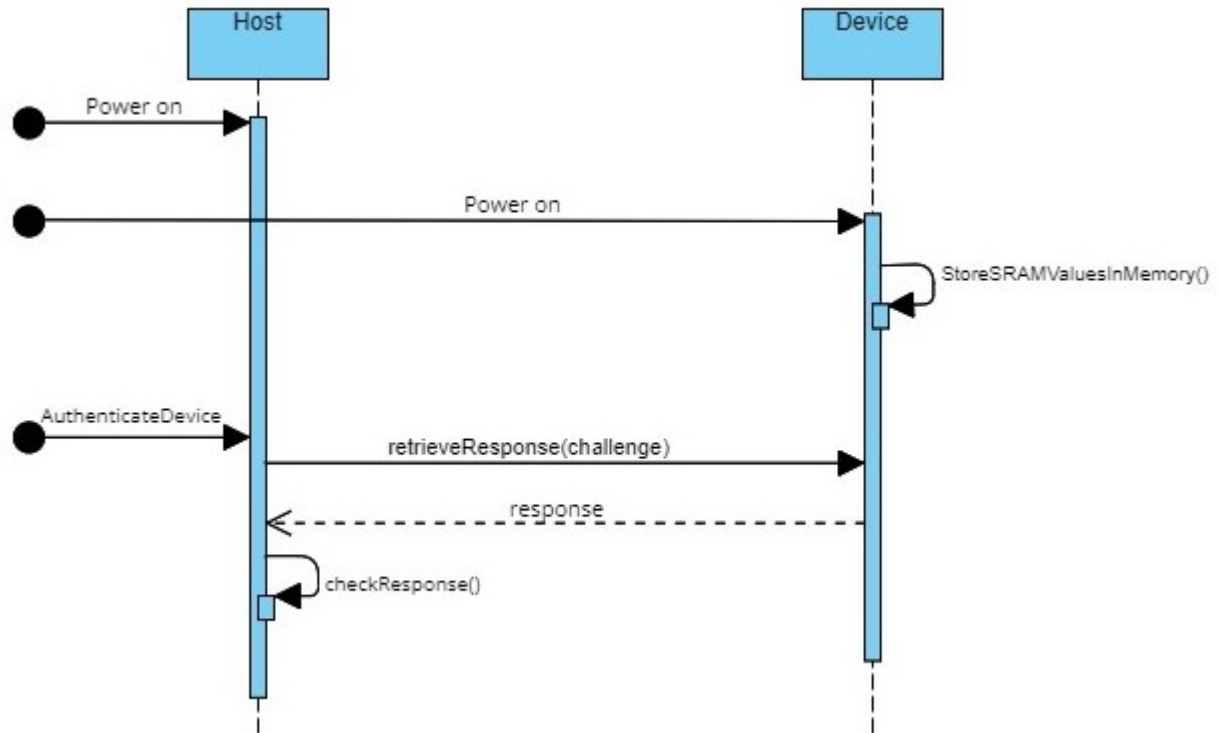 Host
Device
Power on
Power on
StoreSRAMValuesInMemory()
AuthenticateDevice
retrieveResponse(challenge)
response
checkResponse()